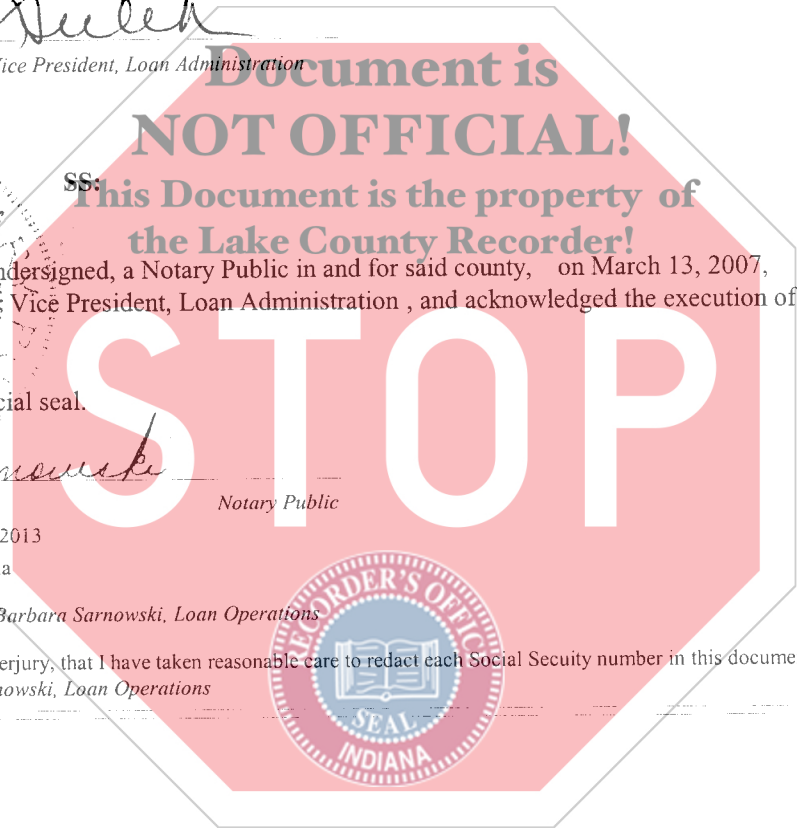 Vice President, Loan Administration
Document is
NOT OFFICIAL!
SS:
This Document is the property of
the Lake County Recorder!
ndersigned, a Notary Public in and for said county, on March 13, 2007,
Vice President, Loan Administration , and acknowledged the execution of
STOP
cial seal.
nowski
Notary Public
2013
a
Barbara Sarnowski, Loan Operations
RECORDER'S OFFIC
erjury, that I have taken reasonable care to redact each Social Secuity number in this docume
nowski, Loan Operations
SEAL
INDIANA